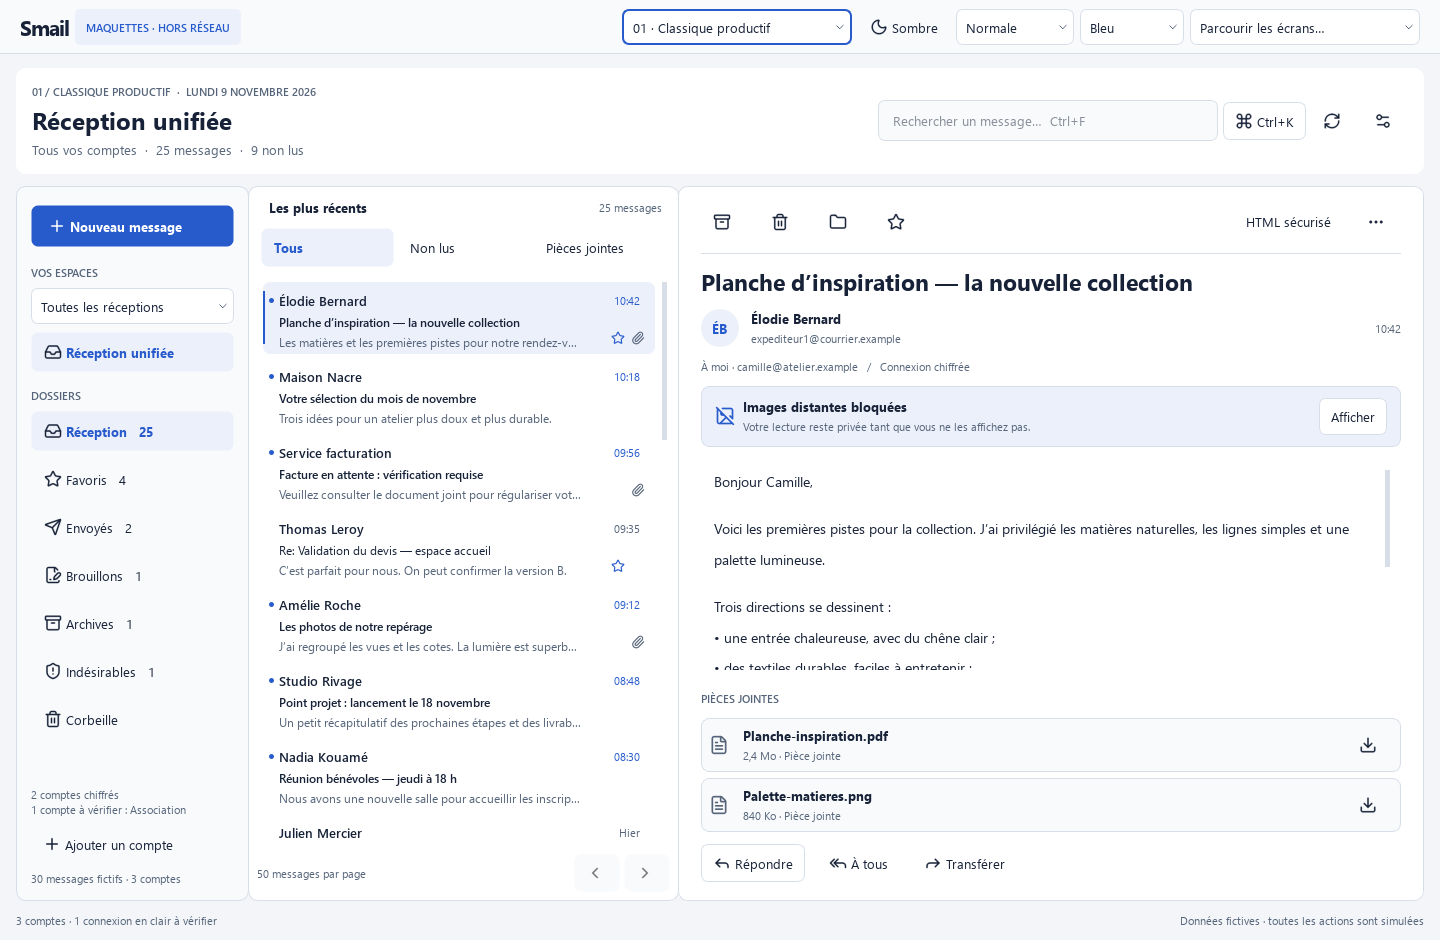 Smail
MAQUETTES · HORS RÉSEAU
01 · Classique productif
Sombre
Normale
Bleu
Parcourir les écrans...
01 / CLASSIQUE PRODUCTIF · LUNDI 9 NOVEMBRE 2026
Réception unifiée
Tous vos comptes · 25 messages · 9 non lus
Rechercher un message... Ctrl+F
Ctrl+K
Nouveau message
VOS ESPACES
Toutes les réceptions
Réception unifiée
DOSSIERS
Réception 25
Favoris 4
Envoyés 2
Brouillons 1
Archives 1
Indésirables 1
Corbeille
2 comptes chiffrés
1 compte à vérifier : Association
Ajouter un compte
30 messages fictifs · 3 comptes
Les plus récents
25 messages
Tous
Non lus
Pièces jointes
Élodie Bernard 10:42
Planche d’inspiration — la nouvelle collection
Les matières et les premières pistes pour notre rendez-v...
Maison Nacre 10:18
Votre sélection du mois de novembre
Trois idées pour un atelier plus doux et plus durable.
Service facturation 09:56
Facture en attente : vérification requise
Veuillez consulter le document joint pour régulariser vot...
Thomas Leroy 09:35
Re: Validation du devis — espace accueil
C’est parfait pour nous. On peut confirmer la version B.
Amélie Roche 09:12
Les photos de notre repérage
J’ai regroupé les vues et les cotes. La lumière est superb...
Studio Rivage 08:48
Point projet : lancement le 18 novembre
Un petit récapitulatif des prochaines étapes et des livrab...
Nadia Kouamé 08:30
Réunion bénévoles — jeudi à 18 h
Nous avons une nouvelle salle pour accueillir les inscrip...
Julien Mercier Hier
50 messages par page
HTML sécurisé
Planche d’inspiration — la nouvelle collection
ÉB
Élodie Bernard
expediteur1@courrier.example
10:42
À moi · camille@atelier.example / Connexion chiffrée
Images distantes bloquées
Votre lecture reste privée tant que vous ne les affichez pas.
Afficher
Bonjour Camille,
Voici les premières pistes pour la collection. J’ai privilégié les matières naturelles, les lignes simples et une
palette lumineuse.
Trois directions se dessinent :
• une entrée chaleureuse, avec du chêne clair ;
• des textiles durables, faciles à entretenir ;
PIÈCES JOINTES
Planche-inspiration.pdf
2,4 Mo · Pièce jointe
Palette-matieres.png
840 Ko · Pièce jointe
Répondre
À tous
Transférer
3 comptes · 1 connexion en clair à vérifier
Données fictives · toutes les actions sont simulées